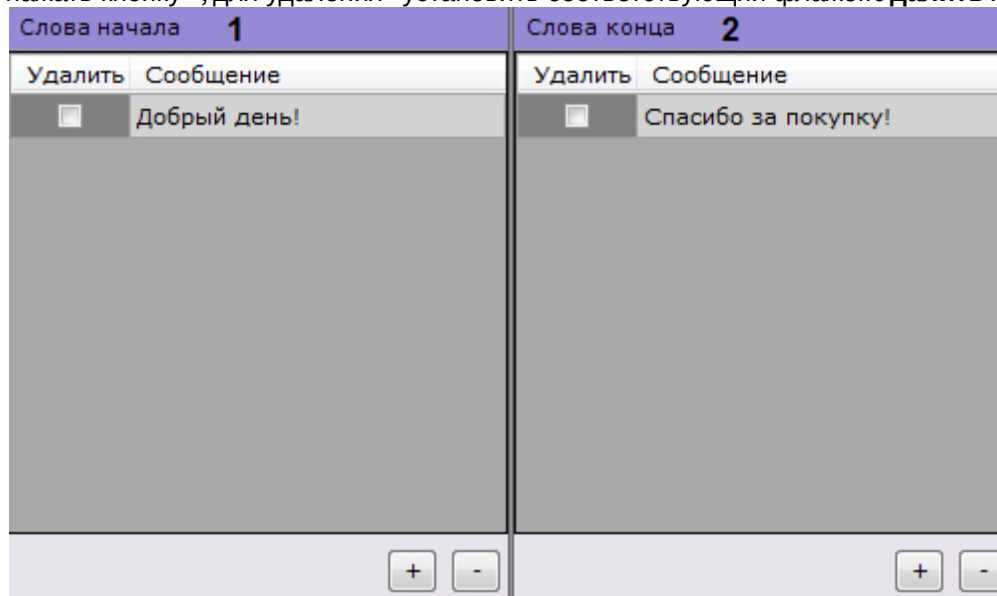 Слова начала 1
Слова конца 2
Удалить Сообщение
Удалить Сообщение
Добрый день!
Спасибо за покупку!
+ -
+ -